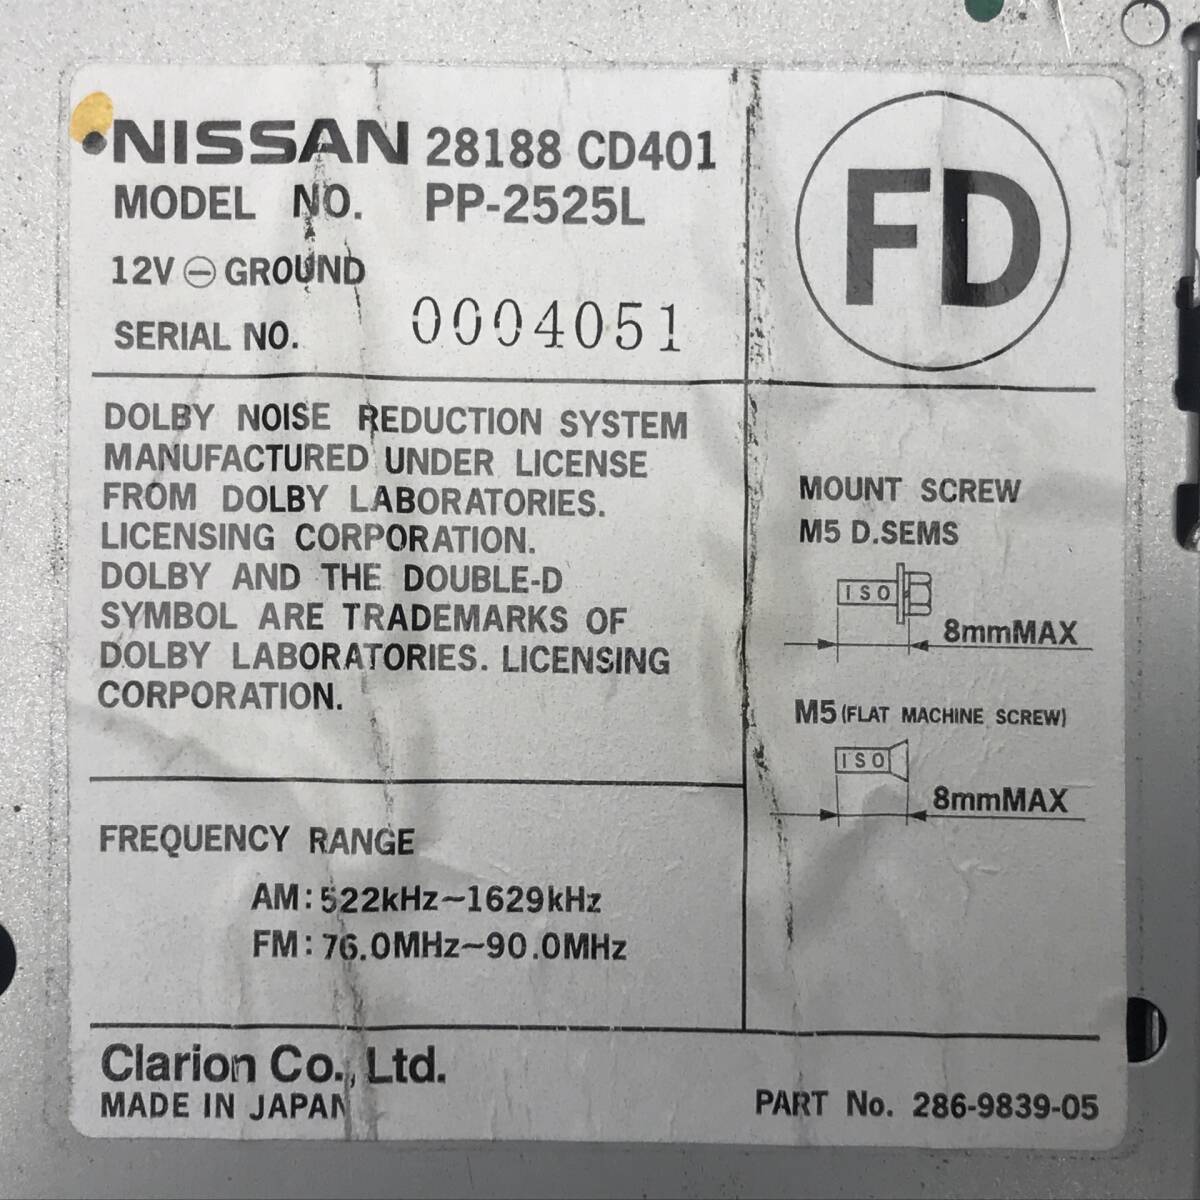 NISSAN 28188 CD401
MODEL NO. PP-2525L
12V ⊖ GROUND
SERIAL NO. 0004051
FD
DOLBY NOISE REDUCTION SYSTEM
MANUFACTURED UNDER LICENSE
FROM DOLBY LABORATORIES.
LICENSING CORPORATION.
DOLBY AND THE DOUBLE-D
SYMBOL ARE TRADEMARKS OF
DOLBY LABORATORIES. LICENSING
CORPORATION.
MOUNT SCREW
M5 D.SEMS
ISO
8mmMAX
M5 (FLAT MACHINE SCREW)
ISO
8mmMAX
FREQUENCY RANGE
AM: 522kHz~1629kHz
FM: 76.0MHz~90.0MHz
Clarion Co., Ltd.
MADE IN JAPAN
PART No. 286-9839-05